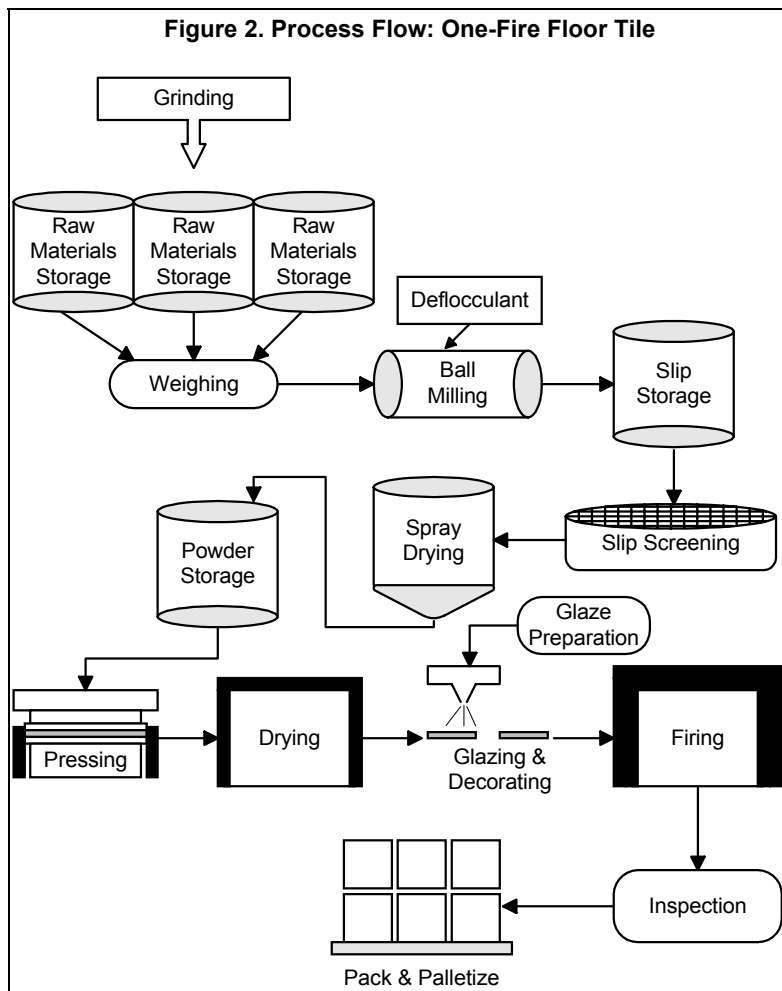 Figure 2. Process Flow: One-Fire Floor Tile
Grinding
Raw
Materials
Storage
Raw
Materials
Storage
Raw
Materials
Storage
Deflocculant
Weighing
Ball
Milling
Slip
Storage
Powder
Storage
Spray
Drying
Slip Screening
Glaze
Preparation
Pressing
Drying
Glazing &
Decorating
Firing
Inspection
Pack & Palletize